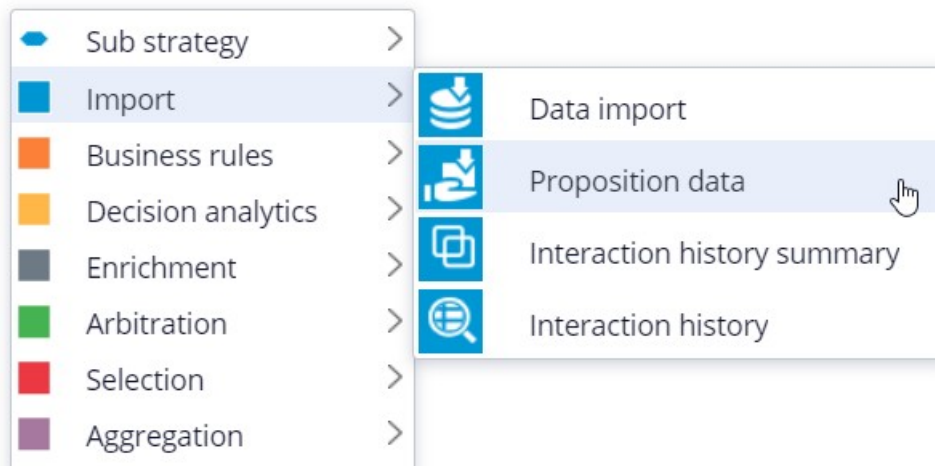 Sub strategy
Import
Business rules
Decision analytics
Enrichment
Arbitration
Selection
Aggregation
Data import
Proposition data
Interaction history summary
Interaction history